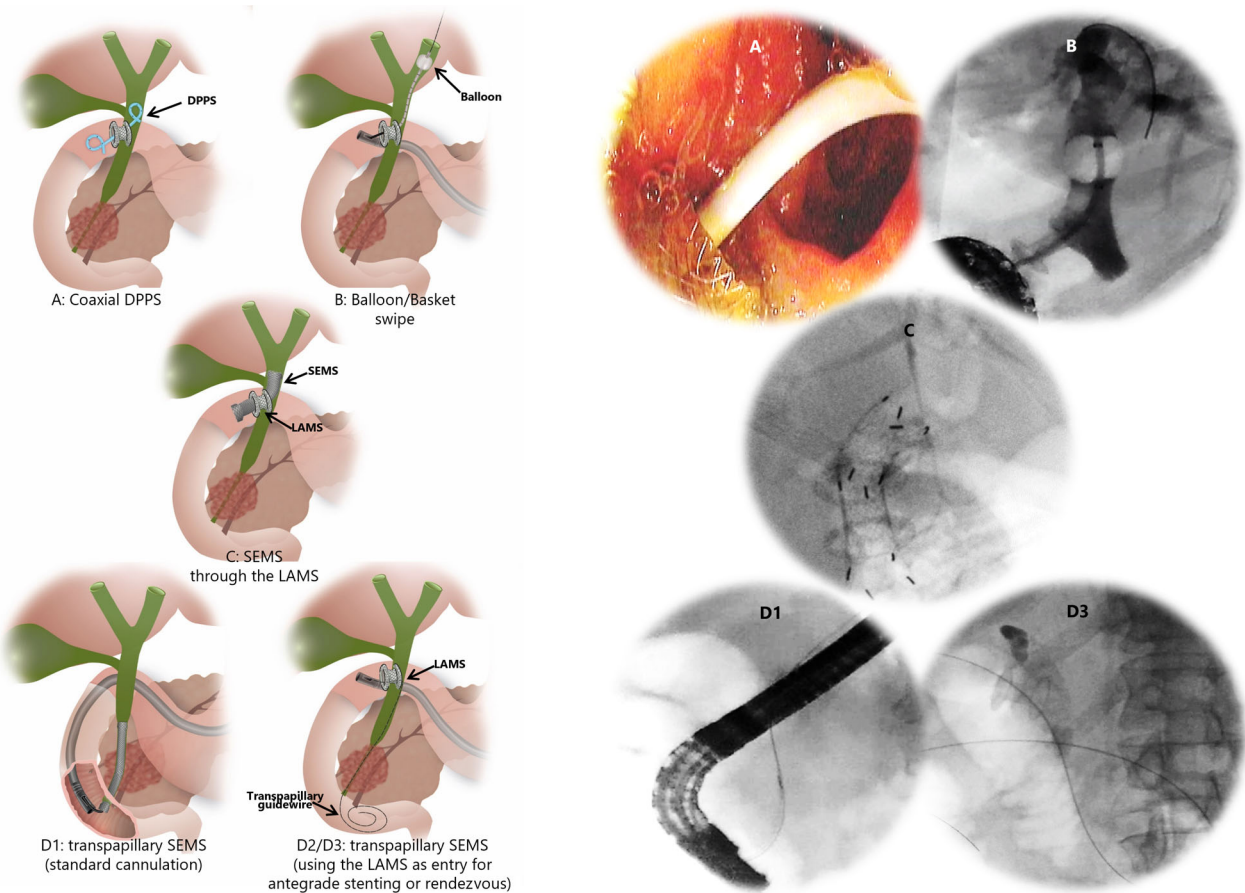 DPPS
A: Coaxial DPPS
Balloon
B: Balloon/Basket
swipe
SEMS
LAMS
C: SEMS
through the LAMS
D1: transpapillary SEMS
(standard cannulation)
LAMS
Transpapillary
guidewire
D2/D3: transpapillary SEMS
(using the LAMS as entry for
antegrade stenting or rendezvous)
A
B
C
D1
D3